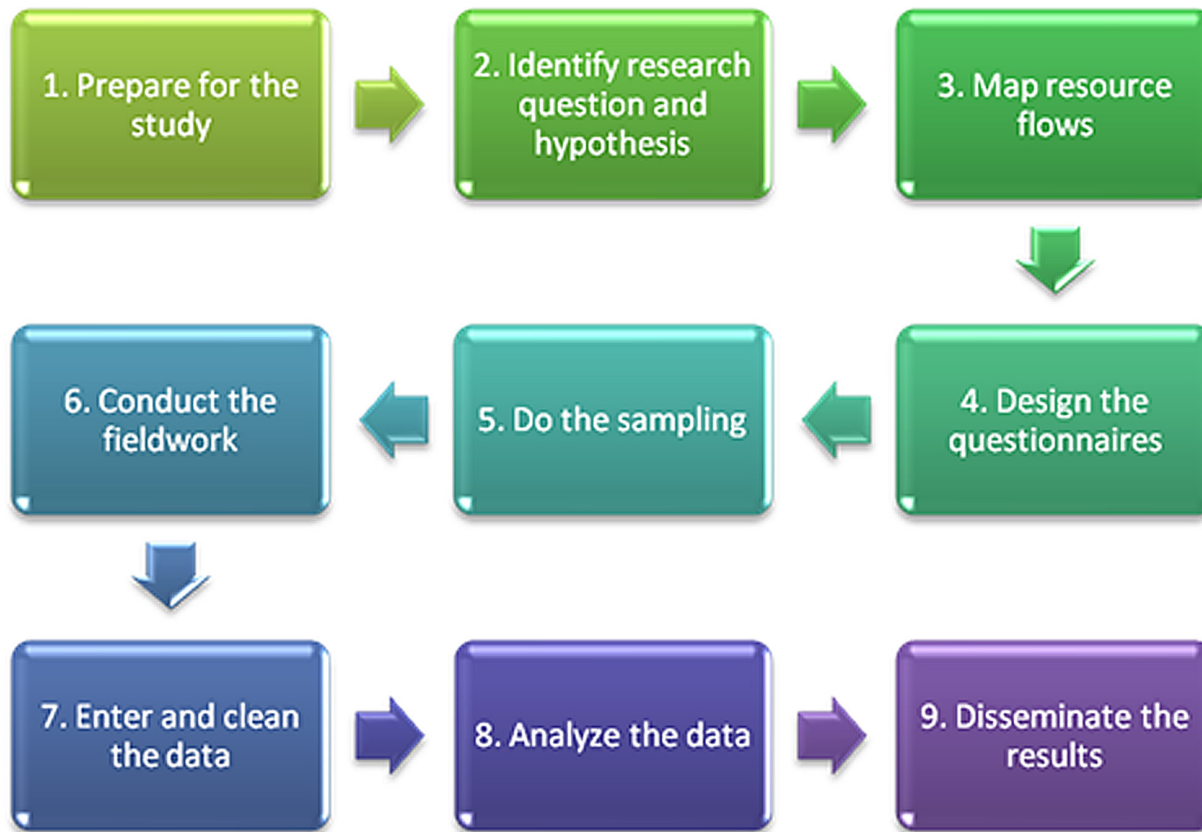 1. Prepare for the
study
2. Identify research
question and
hypothesis
3. Map resource
flows
4. Design the
questionnaires
5. Do the sampling
6. Conduct the
fieldwork
7. Enter and clean
the data
8. Analyze the data
9. Disseminate the
results